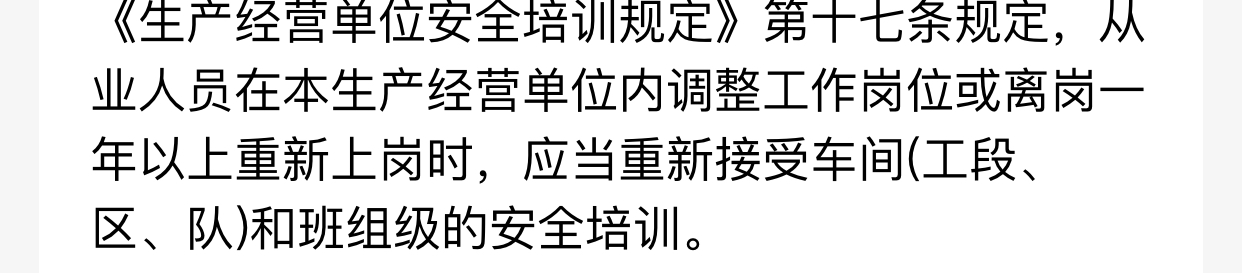 《生产经营单位安全培训规定》第十七条规定，从
业人员在本生产经营单位内调整工作岗位或离岗一
年以上重新上岗时，应当重新接受车间(工段、
区、队)和班组级的安全培训。